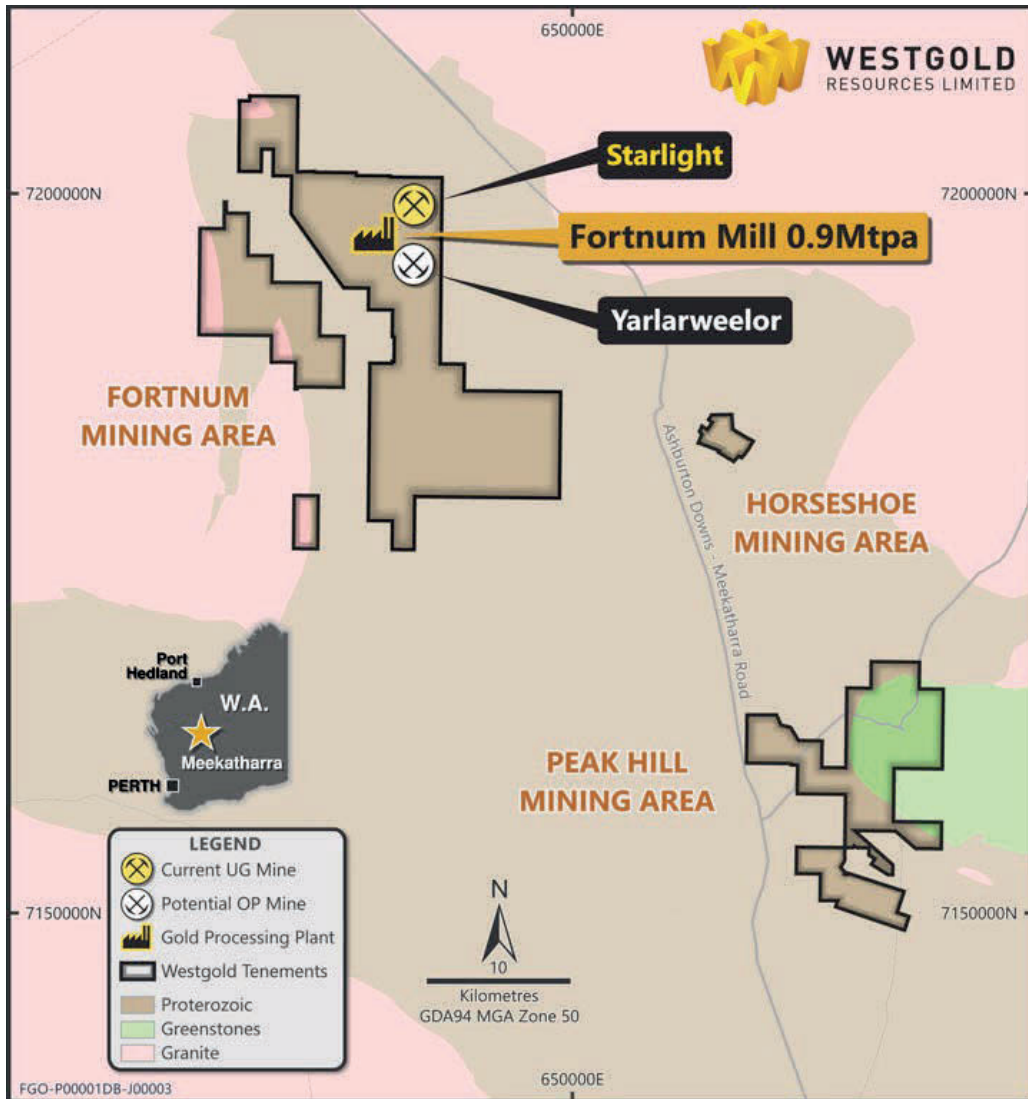 650000E
WESTGOLD
RESOURCES LIMITED
Starlight
7200000N
7200000N
Fortnum Mill 0.9Mtpa
Yarlarweelor
FORTNUM
MINING AREA
Ashburton Downs - Meekatharra Road
HORSESHOE
MINING AREA
Port
Hedland
W.A.
Meekatharra
PERTH
PEAK HILL
MINING AREA
LEGEND
Current UG Mine
Potential OP Mine
Gold Processing Plant
Westgold Tenements
Proterozoic
Greenstones
Granite
N
10
Kilometres
GDA94 MGA Zone 50
7150000N
7150000N
650000E
FGO-P00001DB-J00003